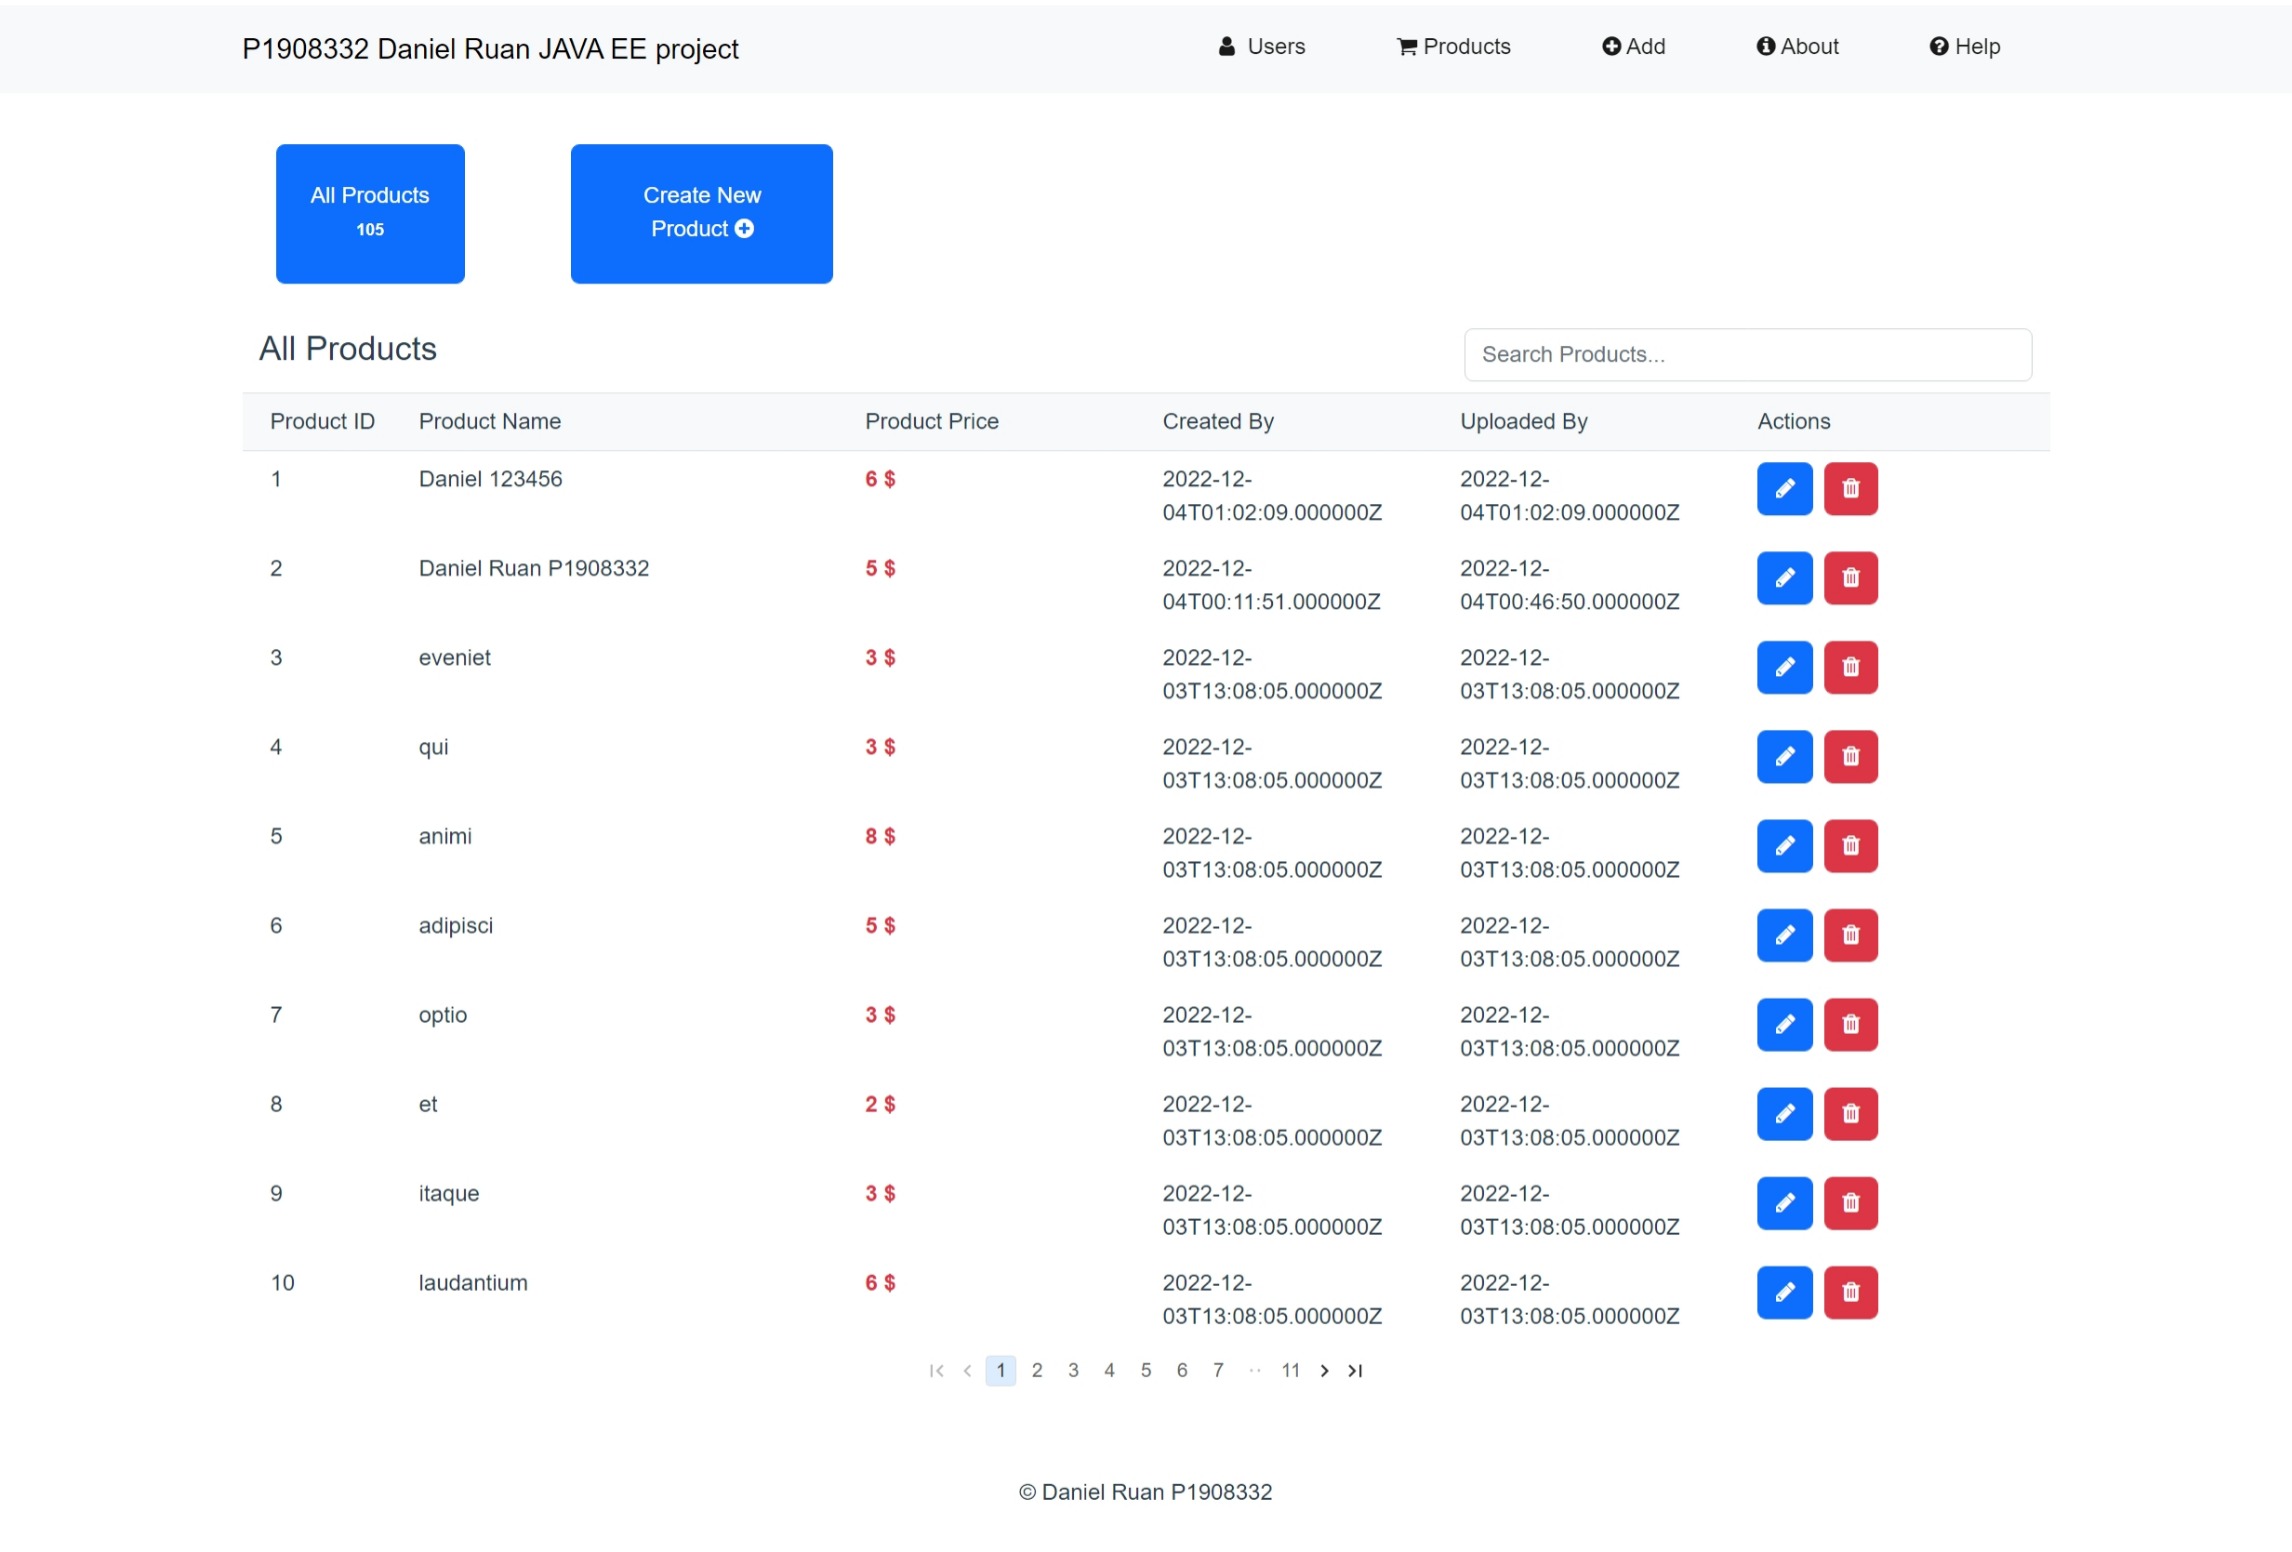 P1908332 Daniel Ruan JAVA EE project Users Products Add About Help
All Products
105
Create New
Product
All Products
Search Products...
Product ID Product Name Product Price Created By Uploaded By Actions
1 Daniel 123456 6 $ 2022-12- 2022-12-
04T01:02:09.000000Z 04T01:02:09.000000Z
2 Daniel Ruan P1908332 5 $ 2022-12- 2022-12-
04T00:11:51.000000Z 04T00:46:50.000000Z
3 eveniet 3 $ 2022-12- 2022-12-
03T13:08:05.000000Z 03T13:08:05.000000Z
4 qui 3 $ 2022-12- 2022-12-
03T13:08:05.000000Z 03T13:08:05.000000Z
5 animi 8 $ 2022-12- 2022-12-
03T13:08:05.000000Z 03T13:08:05.000000Z
6 adipisci 5 $ 2022-12- 2022-12-
03T13:08:05.000000Z 03T13:08:05.000000Z
7 optio 3 $ 2022-12- 2022-12-
03T13:08:05.000000Z 03T13:08:05.000000Z
8 et 2 $ 2022-12- 2022-12-
03T13:08:05.000000Z 03T13:08:05.000000Z
9 itaque 3 $ 2022-12- 2022-12-
03T13:08:05.000000Z 03T13:08:05.000000Z
10 laudantium 6 $ 2022-12- 2022-12-
03T13:08:05.000000Z 03T13:08:05.000000Z
1 2 3 4 5 6 7 ·· 11
© Daniel Ruan P1908332